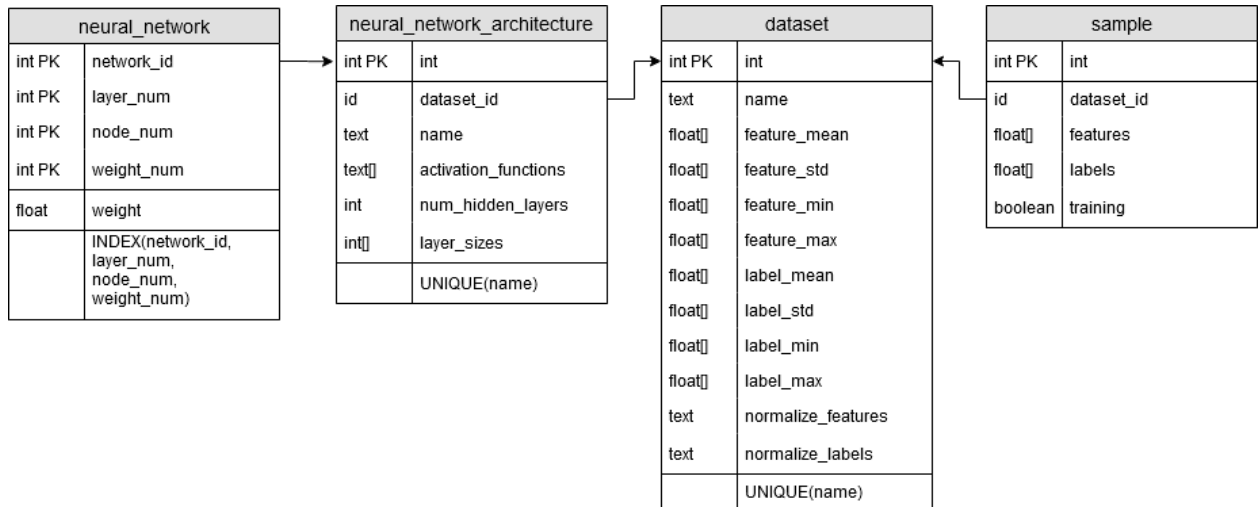 neural_network
int PK network_id
int PK layer_num
int PK node_num
int PK weight_num
float weight
INDEX(network_id,
layer_num,
node_num,
weight_num)
neural_network_architecture
int PK int
id dataset_id
text name
text[] activation_functions
int num_hidden_layers
int[] layer_sizes
UNIQUE(name)
dataset
int PK int
text name
float[] feature_mean
float[] feature_std
float[] feature_min
float[] feature_max
float[] label_mean
float[] label_std
float[] label_min
float[] label_max
text normalize_features
text normalize_labels
UNIQUE(name)
sample
int PK int
id dataset_id
float[] features
float[] labels
boolean training